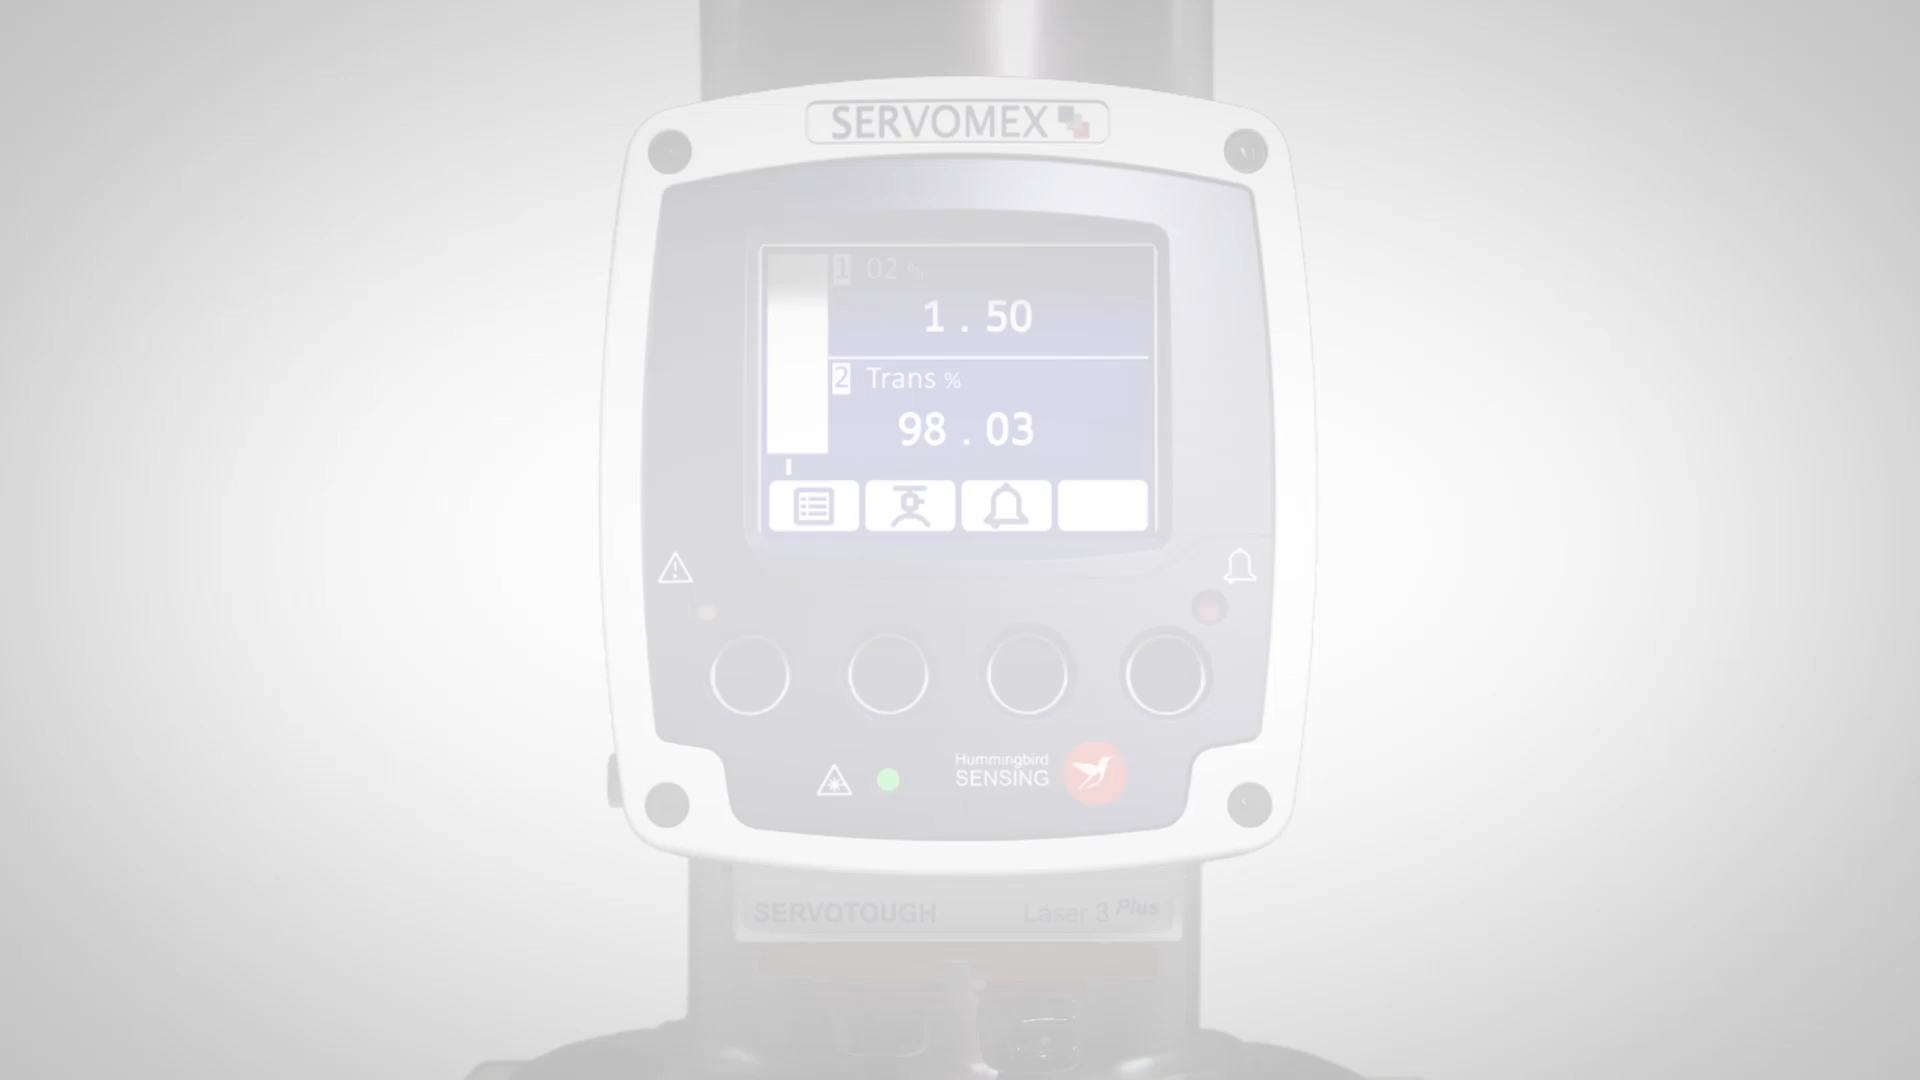 SERVOMEX
1 O2 %
1 . 50
2 Trans %
98 . 03
Hummingbird
SENSING
SERVOTOUGH Laser 3 Plus